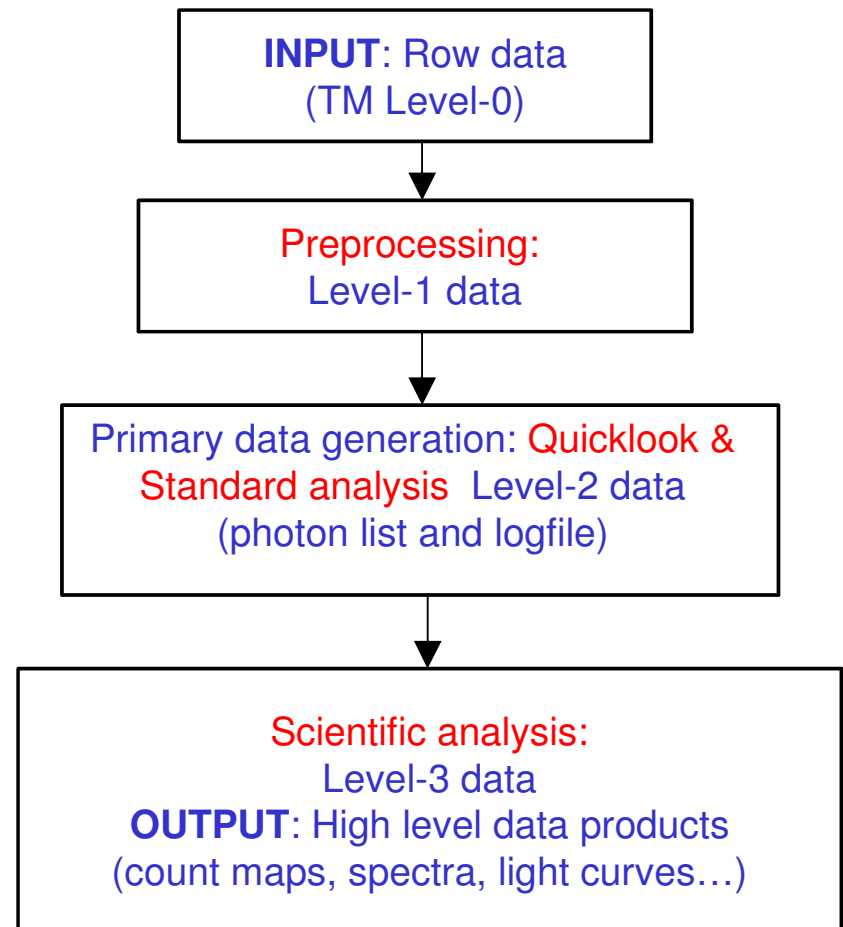 INPUT: Row data
(TM Level-0)
Preprocessing:
Level-1 data
Primary data generation: Quicklook &
Standard analysis Level-2 data
(photon list and logfile)
Scientific analysis:
Level-3 data
OUTPUT: High level data products
(count maps, spectra, light curves…)